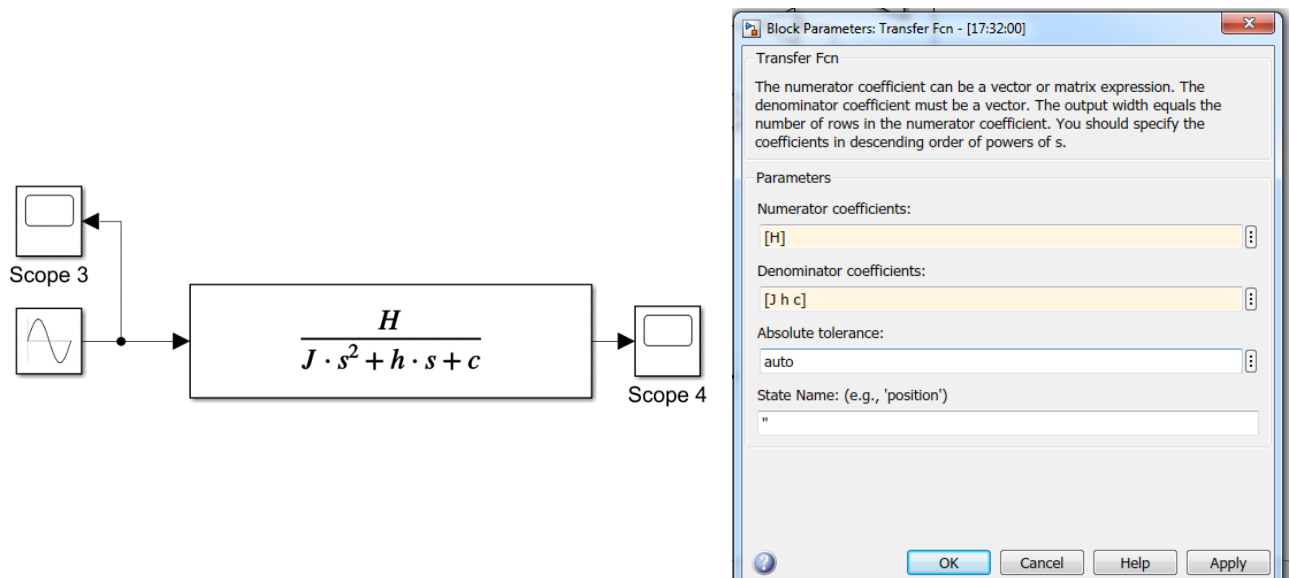 Scope 3
H
J · s² + h · s + c
Scope 4
Block Parameters: Transfer Fcn - [17:32:00]
Transfer Fcn
The numerator coefficient can be a vector or matrix expression. The
denominator coefficient must be a vector. The output width equals the
number of rows in the numerator coefficient. You should specify the
coefficients in descending order of powers of s.
Parameters
Numerator coefficients:
[H]
Denominator coefficients:
[J h c]
Absolute tolerance:
auto
State Name: (e.g., 'position')
''
OK Cancel Help Apply